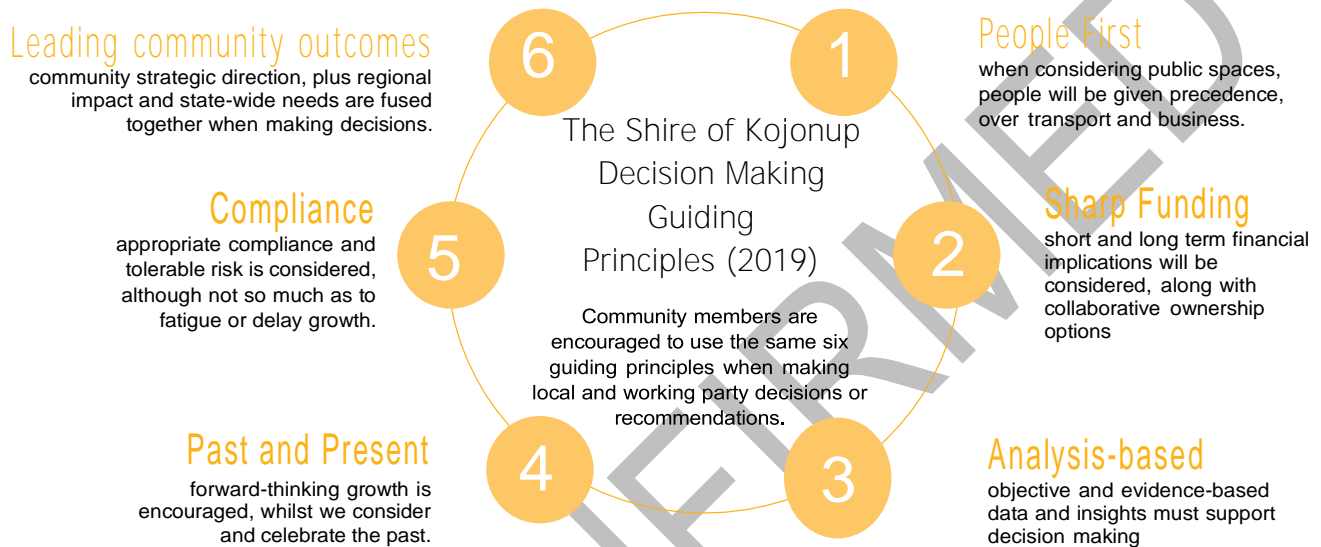 The Shire of Kojonup
Decision Making
Guiding
Principles (2019)
Community members are
encouraged to use the same six
guiding principles when making
local and working party decisions or
recommendations.
1
People First
when considering public spaces,
people will be given precedence,
over transport and business.
2
Sharp Funding
short and long term financial
implications will be
considered, along with
collaborative ownership
options
3
Analysis-based
objective and evidence-based
data and insights must support
decision making
4
Past and Present
forward-thinking growth is
encouraged, whilst we consider
and celebrate the past.
5
Compliance
appropriate compliance and
tolerable risk is considered,
although not so much as to
fatigue or delay growth.
6
Leading community outcomes
community strategic direction, plus regional
impact and state-wide needs are fused
together when making decisions.
FIRMED